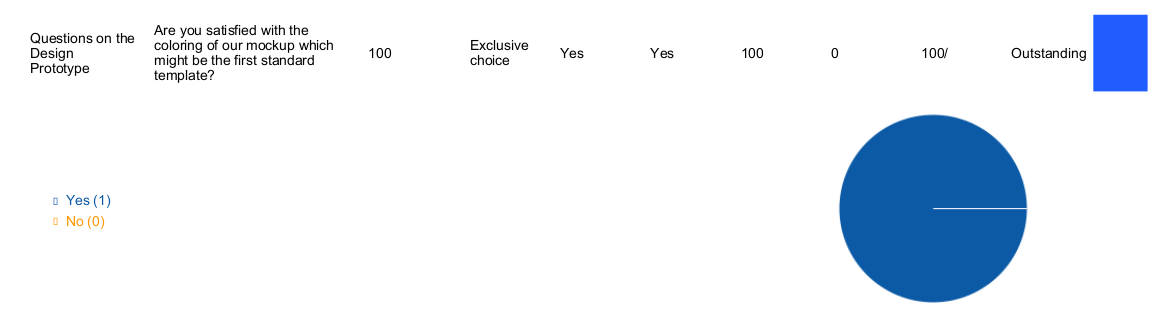 Questions on the
Design
Prototype
Are you satisfied with the
coloring of our mockup which
might be the first standard
template?
100
Exclusive
choice
Yes
Yes
100
0
100/
Outstanding
Yes (1)
No (0)